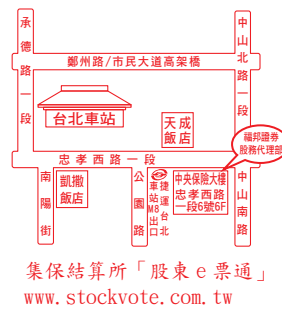 承德路一段
中山北路一段
鄭州路/市民大道高架橋
台北車站
天成
飯店
福邦證券
股務代理部
忠孝西路一段
南陽街
凱撒
飯店
公園路
捷運台北
車站M6出口
中央保險大樓
忠孝西路
一段6號6F
中山南路
集保結算所「股東e票通」
www.stockvote.com.tw